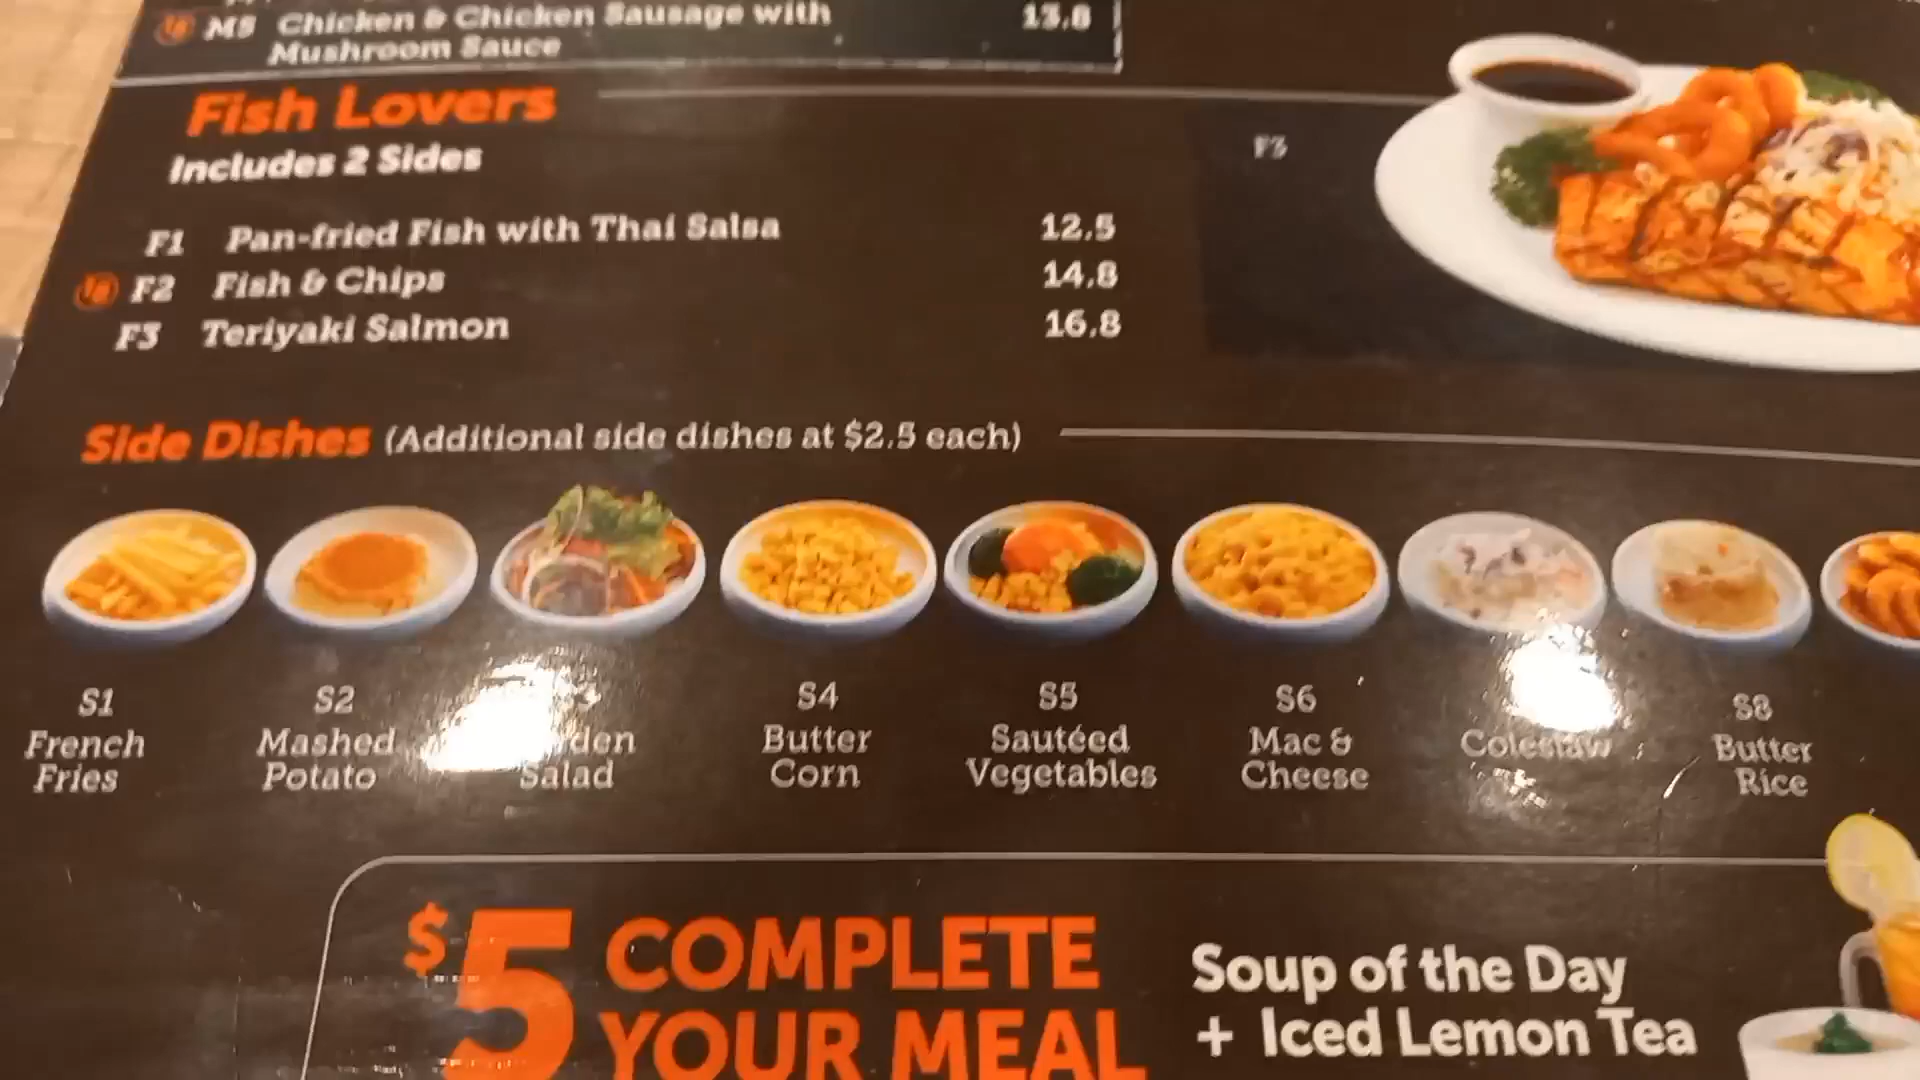 M5 Chicken & Chicken Sausage with 13.8
Mushroom Sauce
Fish Lovers
Includes 2 Sides
F3
F1 Pan-fried Fish with Thai Salsa 12.5
F2 Fish & Chips 14.8
F3 Teriyaki Salmon 16.8
Side Dishes (Additional side dishes at $2.5 each)
S1
French
Fries
S2
Mashed
Potato
Salad
S4
Butter
Corn
S5
Sautéed
Vegetables
S6
Mac &
Cheese
Coleslaw
S8
Butter
Rice
$5 COMPLETE
YOUR MEAL
Soup of the Day
+ Iced Lemon Tea